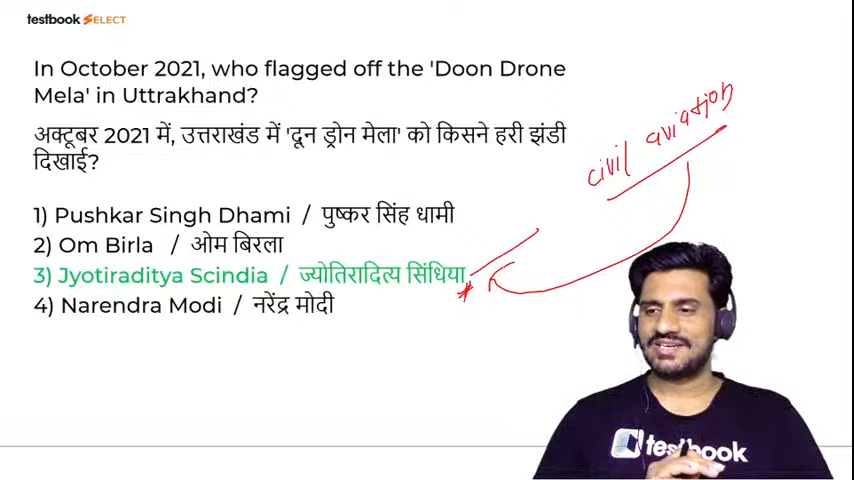 testbook SELECT
In October 2021, who flagged off the 'Doon Drone
Mela' in Uttrakhand?
अक्टूबर 2021 में, उत्तराखंड में 'दून ड्रोन मेला' को किसने हरी झंडी
दिखाई?
civil aviation
1) Pushkar Singh Dhami / पुष्कर सिंह धामी
2) Om Birla / ओम बिरला
3) Jyotiraditya Scindia / ज्योतिरादित्य सिंधिया
4) Narendra Modi / नरेंद्र मोदी
testbook